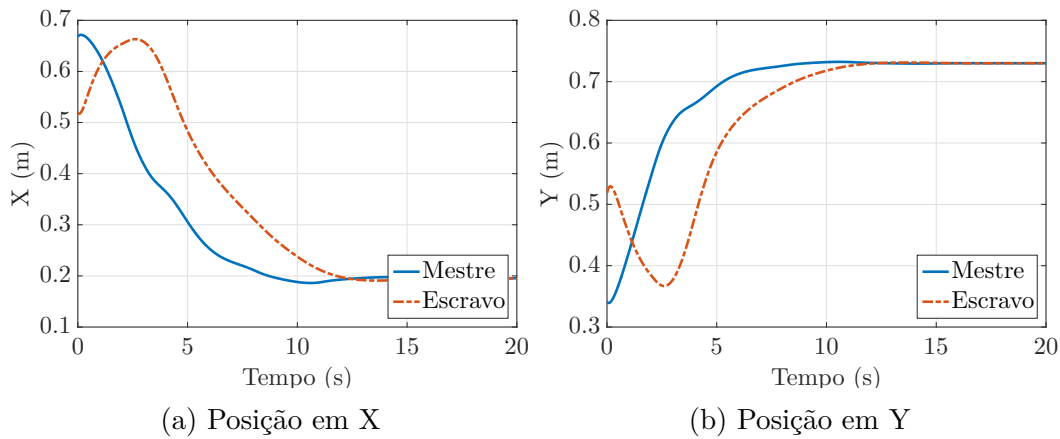 0.7
0.6
0.5
0.4
0.3
0.2
0.1
X (m)
0
5
10
15
20
Tempo (s)
Mestre
Escravo
(a) Posição em X
0.8
0.7
0.6
0.5
0.4
0.3
Y (m)
0
5
10
15
20
Tempo (s)
Mestre
Escravo
(b) Posição em Y